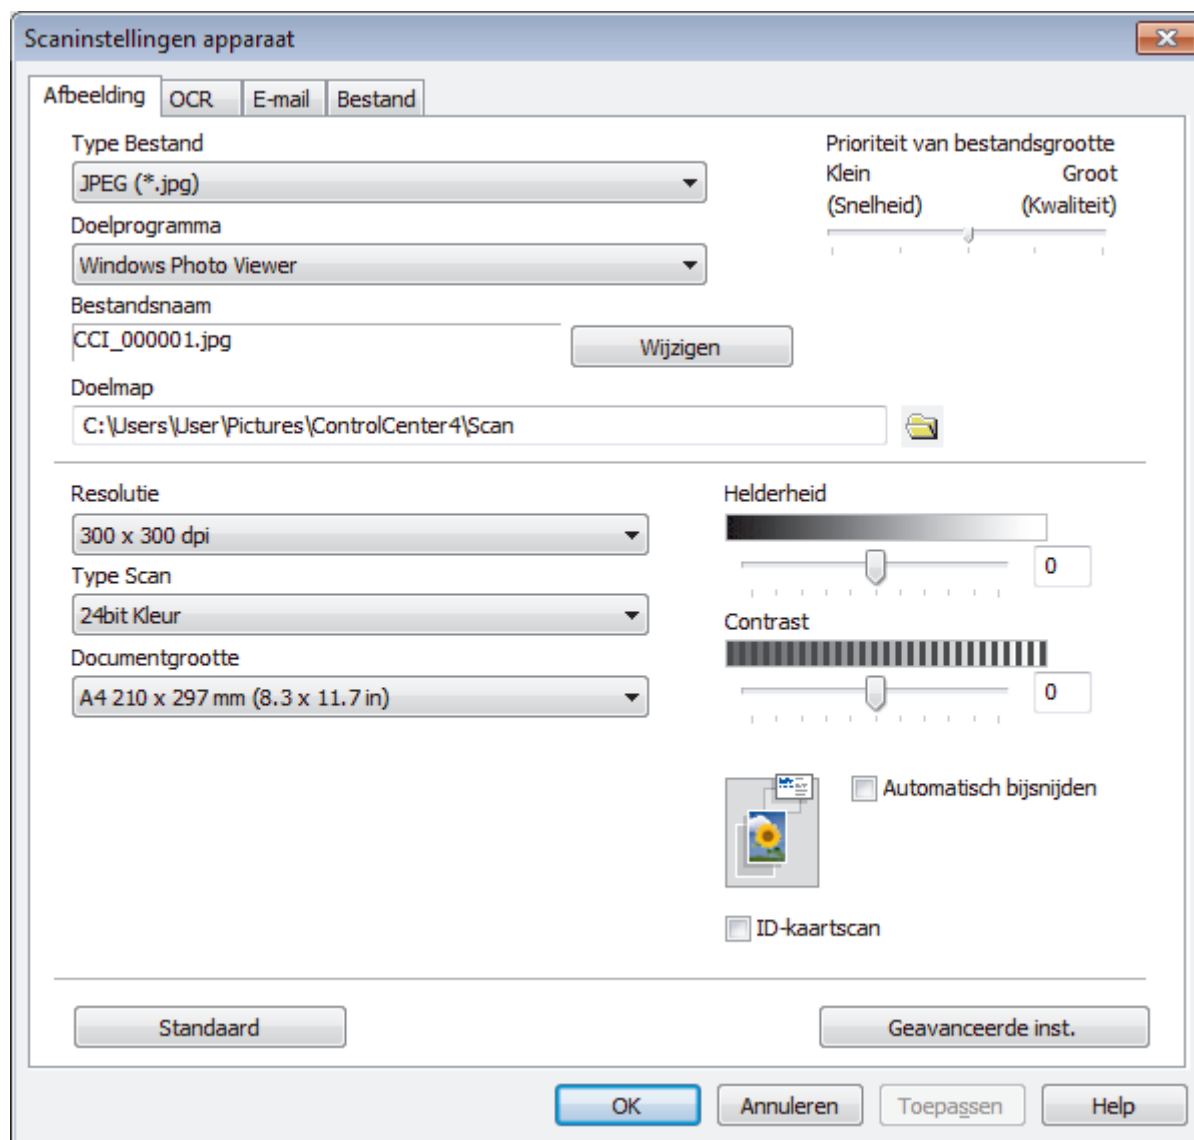 Scaninstellingen apparaat
Afbeelding OCR E-mail Bestand
Type Bestand
JPEG (*.jpg)
Doelprogramma
Windows Photo Viewer
Bestandsnaam
CCI_000001.jpg
Wijzigen
Doelmap
C:\Users\User\Pictures\ControlCenter4\Scan
Prioriteit van bestandsgrootte
Klein Groot
(Snelheid) (Kwaliteit)
Resolutie
300 x 300 dpi
Type Scan
24bit Kleur
Documentgrootte
A4 210 x 297 mm (8.3 x 11.7 in)
Helderheid
0
Contrast
0
Automatisch bijsnijden
ID-kaartscan
Standaard
Geavanceerde inst.
OK
Annuleren
Toepassen
Help